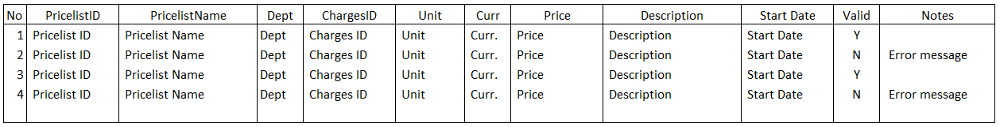 No PricelistID PricelistName Dept ChargesID Unit Curr Price Description Start Date Valid Notes
1 Pricelist ID Pricelist Name Dept Charges ID Unit Curr. Price Description Start Date Y
2 Pricelist ID Pricelist Name Dept Charges ID Unit Curr. Price Description Start Date N Error message
3 Pricelist ID Pricelist Name Dept Charges ID Unit Curr. Price Description Start Date Y
4 Pricelist ID Pricelist Name Dept Charges ID Unit Curr. Price Description Start Date N Error message